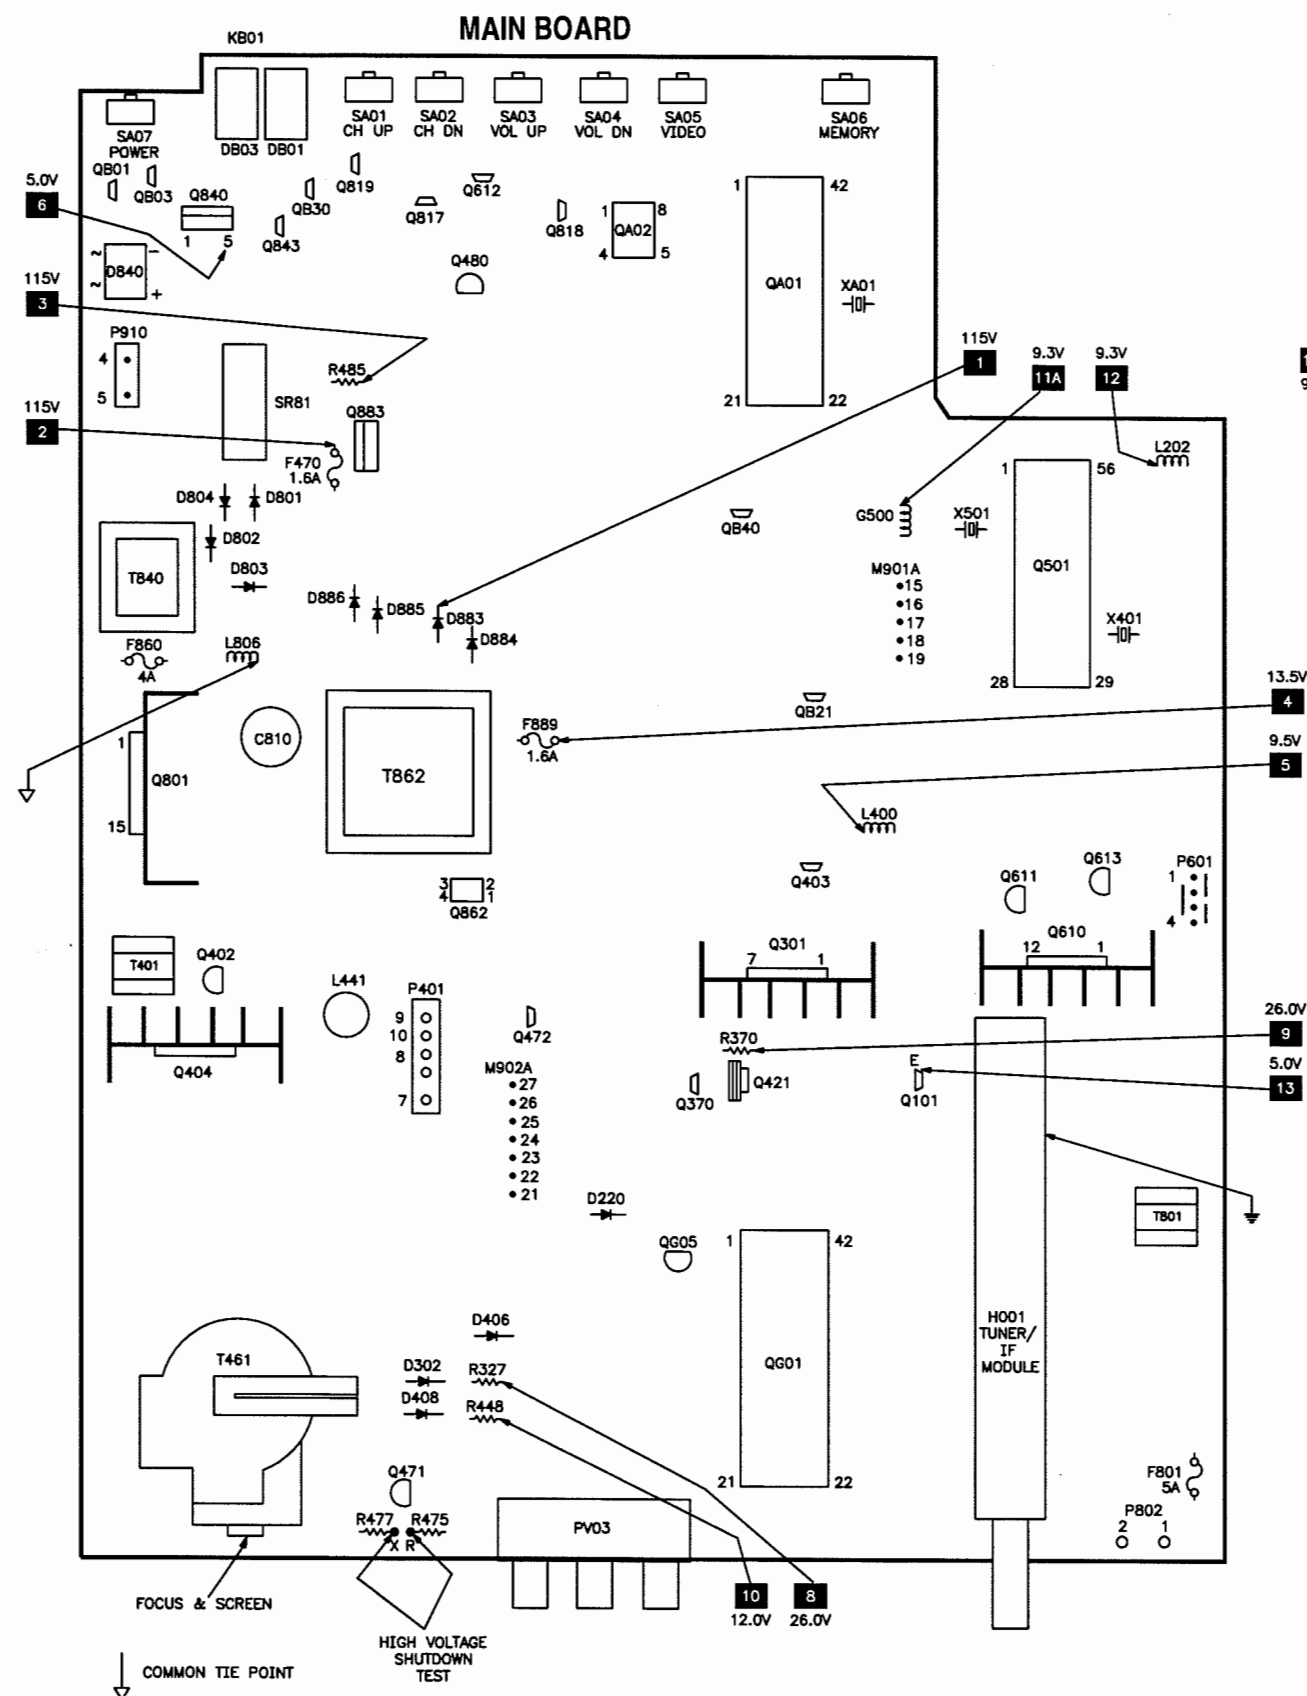 MAIN BOARD
KB01
SA07
POWER
DB03 DB01
SA01
CH UP
SA02
CH DN
SA03
VOL UP
SA04
VOL DN
SA05
VIDEO
SA06
MEMORY
QB01
QB03
Q840
1 5
QB30
Q819
Q843
Q817
Q612
Q818
1 8
QA02
4 5
1 42
QA01
21 22
XA01
5.0V
6
~ −
D840
~ +
Q480
115V
3
P910
4
5
SR81
R485
Q883
115V
2
F470
1.6A
115V
1
9.3V
11A
9.3V
12
1
9
L202
D804
D801
D802
D803
T840
QB40
G500
X501
1 56
Q501
28 29
M901A
15
16
17
18
19
X401
D886
D885
D883
D884
F860
4A
L806
C810
T862
F889
1.6A
QB21
13.5V
4
9.5V
5
1
Q801
15
L400
3 2
4 1
Q862
Q403
Q611
Q613
P601
1
4
T401
Q402
L441
P401
9
10
8
7
Q404
Q472
Q301
7 1
Q610
12 1
R370
Q421
Q370
E
Q101
26.0V
9
5.0V
13
M902A
27
26
25
24
23
22
21
D220
QG05
1 42
QG01
21 22
T801
H001
TUNER/
IF
MODULE
T461
D406
D302
R327
D408
R448
Q471
R477
R475
X R
PV03
F801
5A
P802
2 1
FOCUS & SCREEN
HIGH VOLTAGE
SHUTDOWN
TEST
10
12.0V
8
26.0V
COMMON TIE POINT